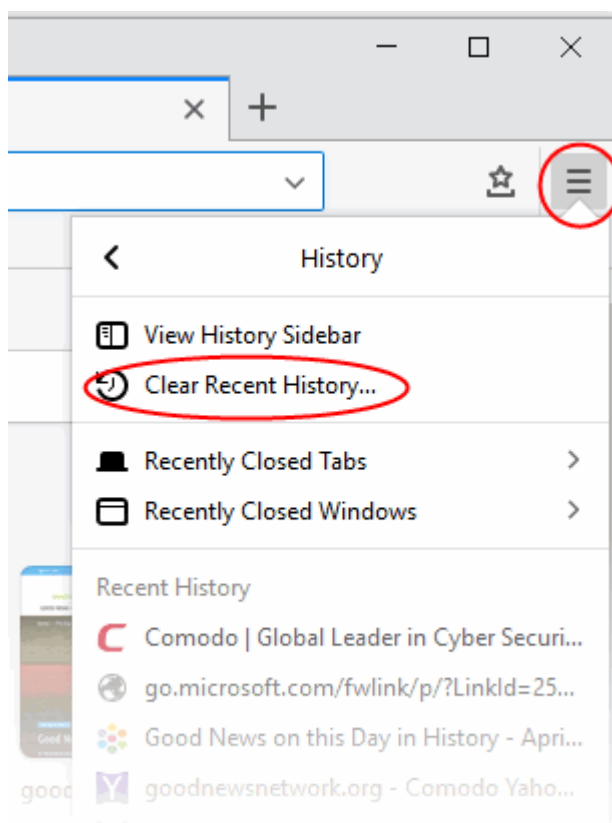 History
View History Sidebar
Clear Recent History...
Recently Closed Tabs
Recently Closed Windows
Recent History
Comodo | Global Leader in Cyber Securi...
go.microsoft.com/fwlink/p/?LinkId=25...
Good News on this Day in History - Apri...
goodnewsnetwork.org - Comodo Yaho...
good